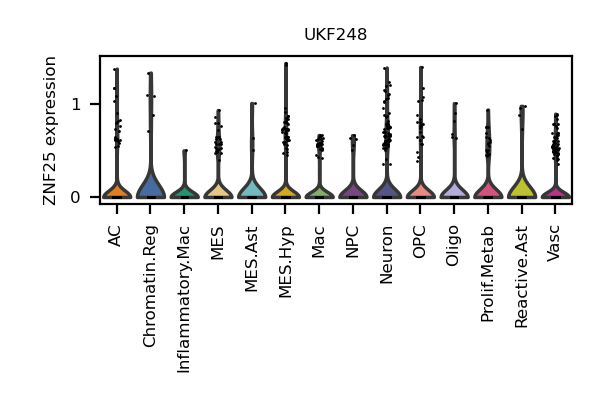 UKF248
ZNF25 expression
1
0
AC
Chromatin.Reg
Inflammatory.Mac
MES
MES.Ast
MES.Hyp
Mac
NPC
Neuron
OPC
Oligo
Prolif.Metab
Reactive.Ast
Vasc